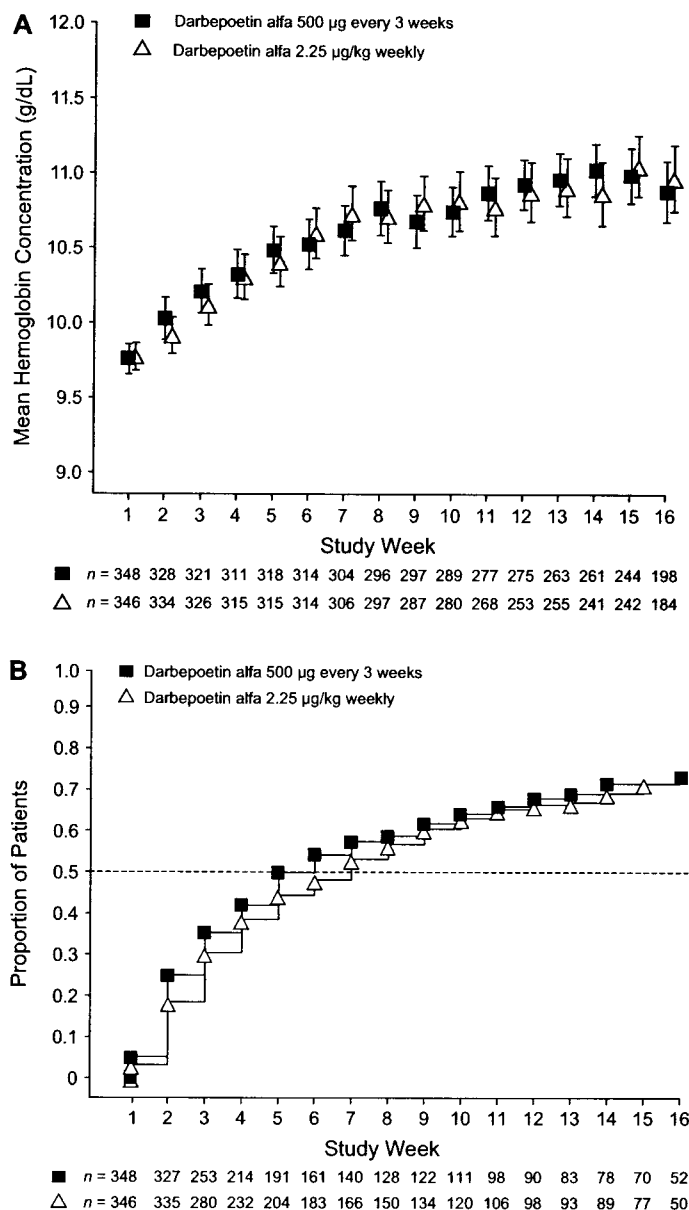 A
■ Darbepoetin alfa 500 µg every 3 weeks
△ Darbepoetin alfa 2.25 µg/kg weekly
Mean Hemoglobin Concentration (g/dL)
12.0
11.5
11.0
10.5
10.0
9.5
9.0
1 2 3 4 5 6 7 8 9 10 11 12 13 14 15 16
Study Week
■ n = 348 328 321 311 318 314 304 296 297 289 277 275 263 261 244 198
△ n = 346 334 326 315 315 314 306 297 287 280 268 253 255 241 242 184
B
■ Darbepoetin alfa 500 µg every 3 weeks
△ Darbepoetin alfa 2.25 µg/kg weekly
Proportion of Patients
1.0
0.9
0.8
0.7
0.6
0.5
0.4
0.3
0.2
0.1
0
1 2 3 4 5 6 7 8 9 10 11 12 13 14 15 16
Study Week
■ n = 348 327 253 214 191 161 140 128 122 111 98 90 83 78 70 52
△ n = 346 335 280 232 204 183 166 150 134 120 106 98 93 89 77 50